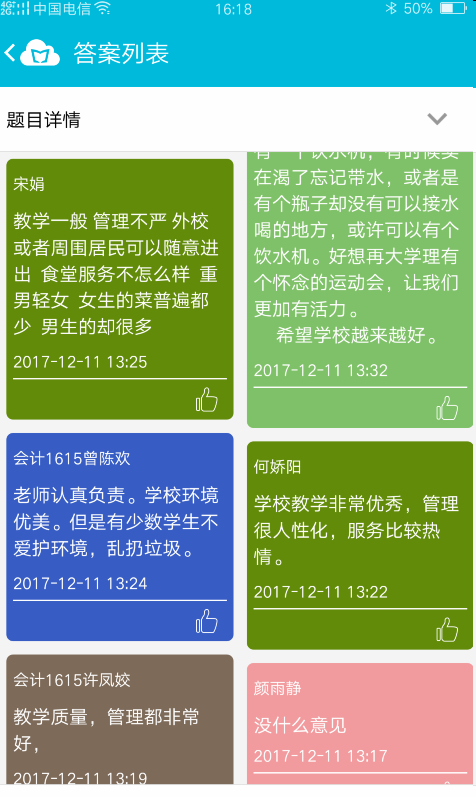 4G↑ 2G 中国电信 16:18 50%
答案列表
题目详情
宋娟
教学一般 管理不严 外校
或者周围居民可以随意进
出 食堂服务不怎么样 重
男轻女 女生的菜普遍都
少 男生的却很多
2017-12-11 13:25
会计1615曾陈欢
老师认真负责。学校环境
优美。但是有少数学生不
爱护环境，乱扔垃圾。
2017-12-11 13:24
会计1615许凤姣
教学质量，管理都非常
好，
2017-12-11 13:19
有一个饮水机，有时候实
在渴了忘记带水，或者是
有个瓶子却没有可以接水
喝的地方，或许可以有个
饮水机。好想再大学理有
个怀念的运动会，让我们
更加有活力。
希望学校越来越好。
2017-12-11 13:32
何娇阳
学校教学非常优秀，管理
很人性化，服务比较热
情。
2017-12-11 13:22
颜雨静
没什么意见
2017-12-11 13:17